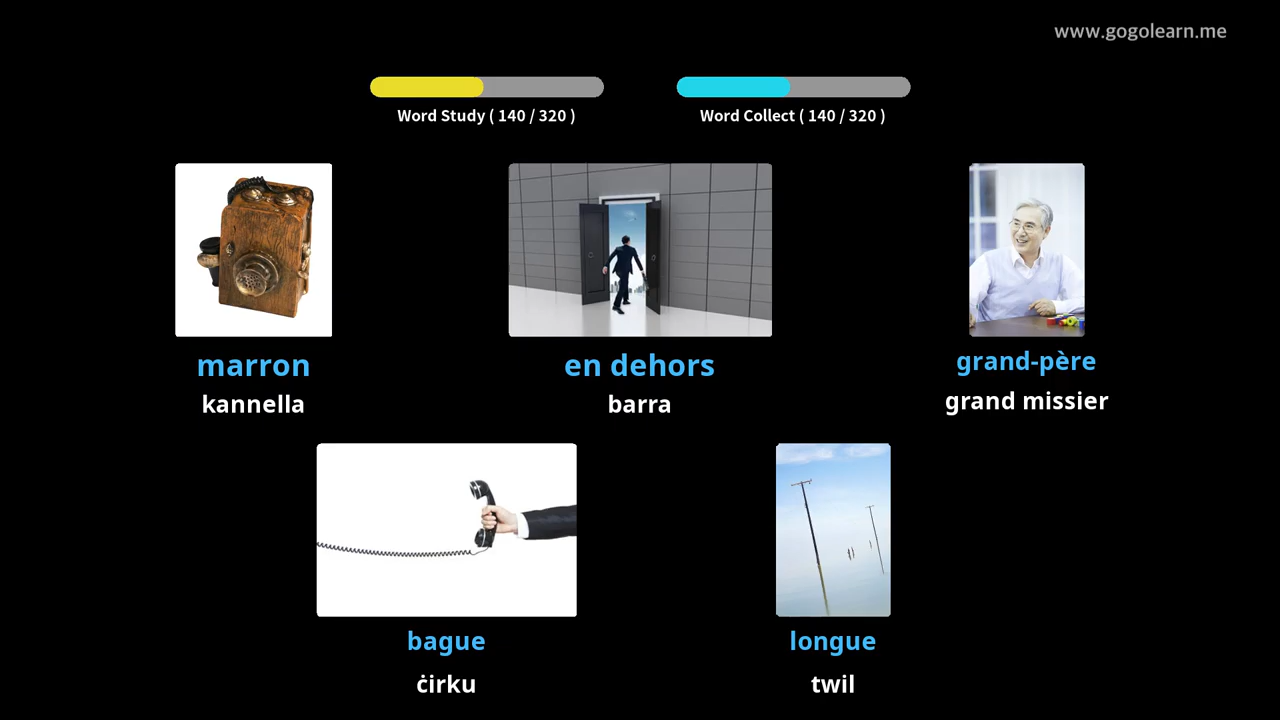 www.gogolearn.me
Word Study ( 140 / 320 )
Word Collect ( 140 / 320 )
marron
kannella
en dehors
barra
grand-père
grand missier
bague
ċirku
longue
twil